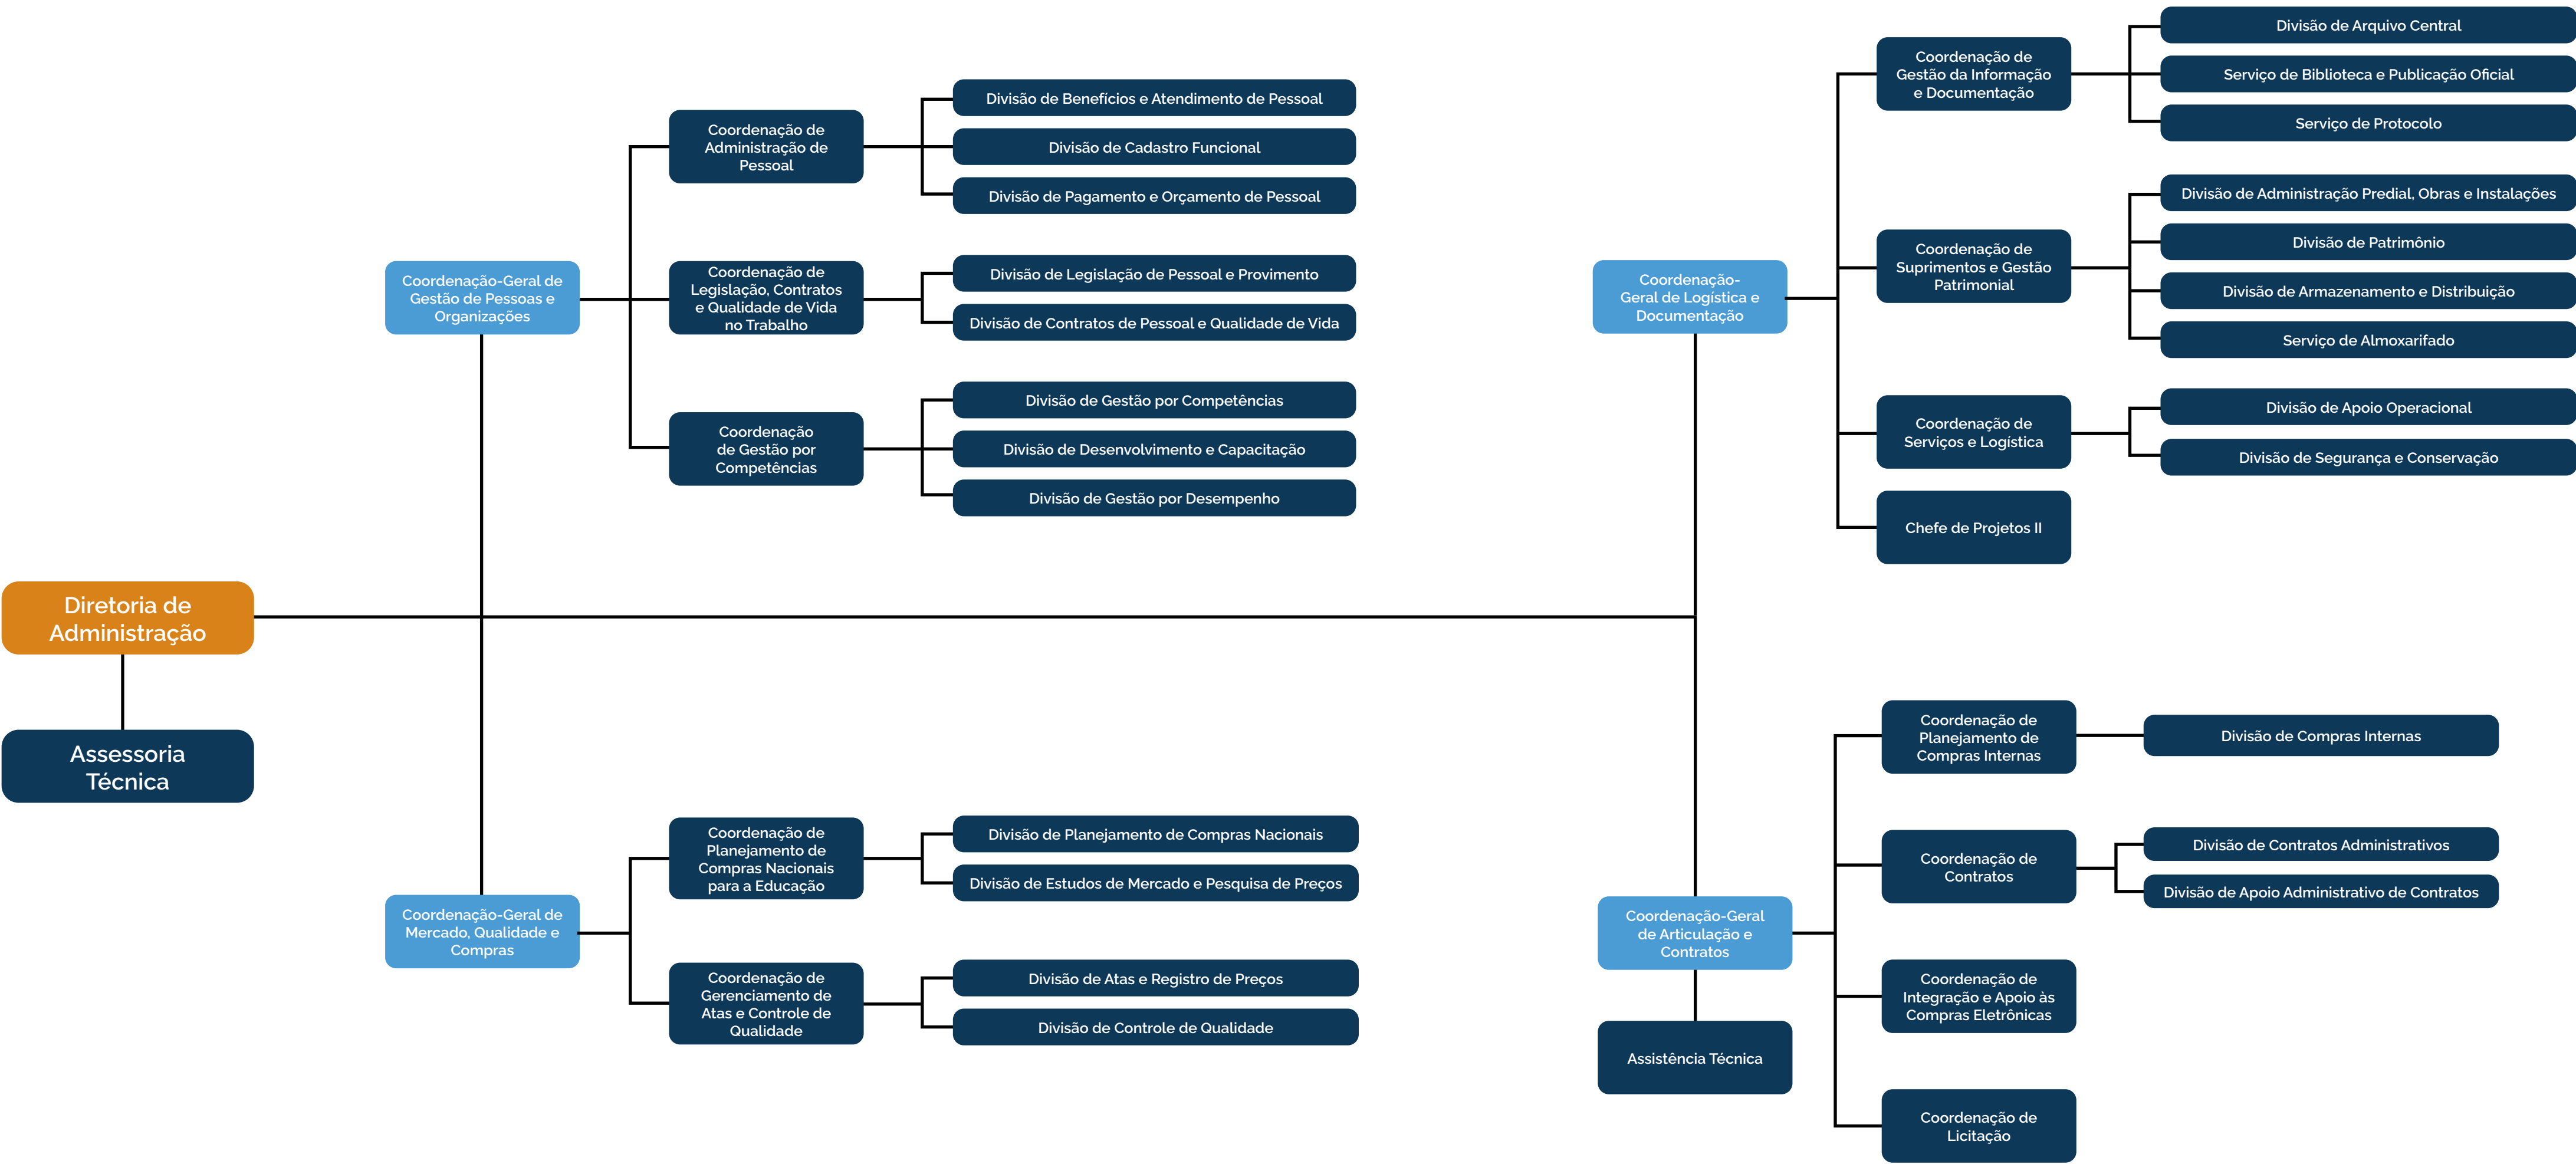 Diretoria de
Administração
Assessoria
Técnica
Coordenação-Geral de
Gestão de Pessoas e
Organizações
Coordenação de
Administração de
Pessoal
Divisão de Benefícios e Atendimento de Pessoal
Divisão de Cadastro Funcional
Divisão de Pagamento e Orçamento de Pessoal
Coordenação de
Legislação, Contratos
e Qualidade de Vida
no Trabalho
Divisão de Legislação de Pessoal e Provimento
Divisão de Contratos de Pessoal e Qualidade de Vida
Coordenação
de Gestão por
Competências
Divisão de Gestão por Competências
Divisão de Desenvolvimento e Capacitação
Divisão de Gestão por Desempenho
Coordenação-Geral de
Mercado, Qualidade e
Compras
Coordenação de
Planejamento de
Compras Nacionais
para a Educação
Divisão de Planejamento de Compras Nacionais
Divisão de Estudos de Mercado e Pesquisa de Preços
Coordenação de
Gerenciamento de
Atas e Controle de
Qualidade
Divisão de Atas e Registro de Preços
Divisão de Controle de Qualidade
Coordenação-
Geral de Logística e
Documentação
Coordenação de
Gestão da Informação
e Documentação
Divisão de Arquivo Central
Serviço de Biblioteca e Publicação Oficial
Serviço de Protocolo
Coordenação de
Suprimentos e Gestão
Patrimonial
Divisão de Administração Predial, Obras e Instalações
Divisão de Patrimônio
Divisão de Armazenamento e Distribuição
Serviço de Almoxarifado
Coordenação de
Serviços e Logística
Divisão de Apoio Operacional
Divisão de Segurança e Conservação
Chefe de Projetos II
Coordenação-Geral
de Articulação e
Contratos
Assistência Técnica
Coordenação de
Planejamento de
Compras Internas
Divisão de Compras Internas
Coordenação de
Contratos
Divisão de Contratos Administrativos
Divisão de Apoio Administrativo de Contratos
Coordenação de
Integração e Apoio às
Compras Eletrônicas
Coordenação de
Licitação